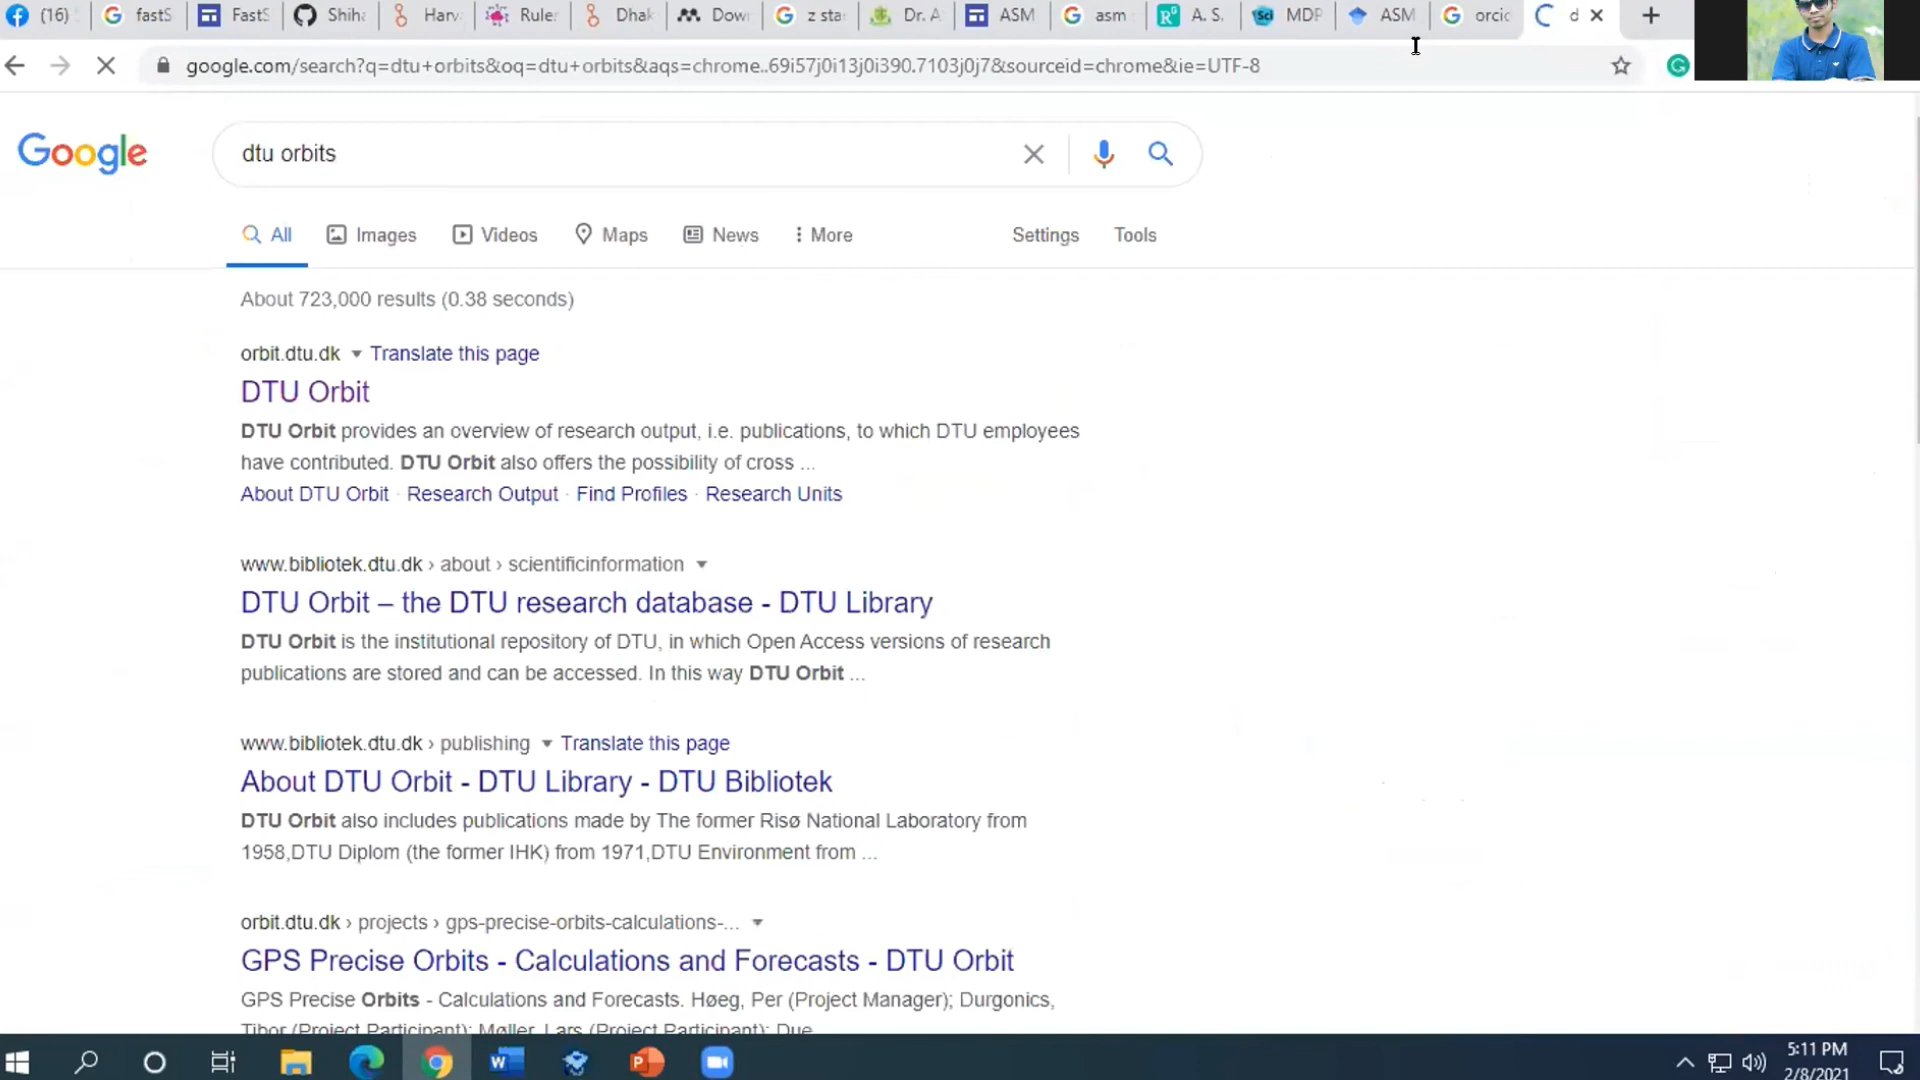 (16)
fastS
FastS
Shiha
Harv
Rule
Dhak
Dow
z sta
Dr. A
ASM
asm
A. S.
MDP
ASM
orcid
d
google.com/search?q=dtu+orbits&oq=dtu+orbits&aqs=chrome..69i57j0i13j0i390.7103j0j7&sourceid=chrome&ie=UTF-8
Google
dtu orbits
All
Images
Videos
Maps
News
More
Settings
Tools
About 723,000 results (0.38 seconds)
orbit.dtu.dk Translate this page
DTU Orbit
DTU Orbit provides an overview of research output, i.e. publications, to which DTU employees
have contributed. DTU Orbit also offers the possibility of cross ...
About DTU Orbit · Research Output · Find Profiles · Research Units
www.bibliotek.dtu.dk › about › scientificinformation
DTU Orbit – the DTU research database - DTU Library
DTU Orbit is the institutional repository of DTU, in which Open Access versions of research
publications are stored and can be accessed. In this way DTU Orbit ...
www.bibliotek.dtu.dk › publishing Translate this page
About DTU Orbit - DTU Library - DTU Bibliotek
DTU Orbit also includes publications made by The former Risø National Laboratory from
1958,DTU Diplom (the former IHK) from 1971,DTU Environment from ...
orbit.dtu.dk › projects › gps-precise-orbits-calculations-...
GPS Precise Orbits - Calculations and Forecasts - DTU Orbit
GPS Precise Orbits - Calculations and Forecasts. Høeg, Per (Project Manager); Durgonics,
Tibor (Project Participant); Møller, Lars (Project Participant); Due
5:11 PM
2/8/2021